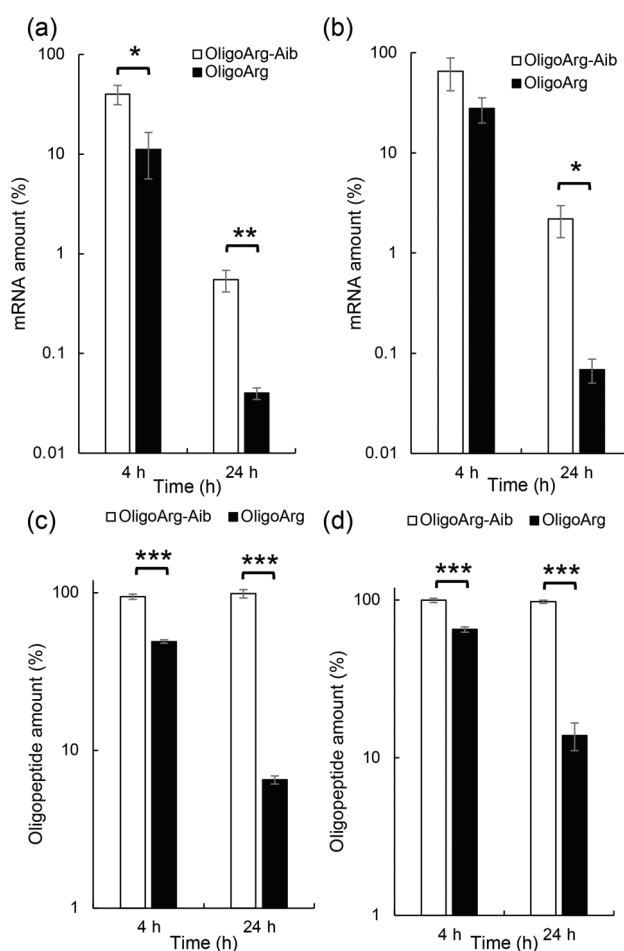 (a)
OligoArg-Aib
OligoArg
*
**
100
10
1
0.1
0.01
mRNA amount (%)
4 h 24 h
Time (h)
(b)
OligoArg-Aib
OligoArg
*
100
10
1
0.1
0.01
mRNA amount (%)
4 h 24 h
Time (h)
(c)
OligoArg-Aib OligoArg
*** ***
100
10
1
Oligopeptide amount (%)
4 h 24 h
Time (h)
(d)
OligoArg-Aib OligoArg
*** ***
100
10
1
Oligopeptide amount (%)
4 h 24 h
Time (h)